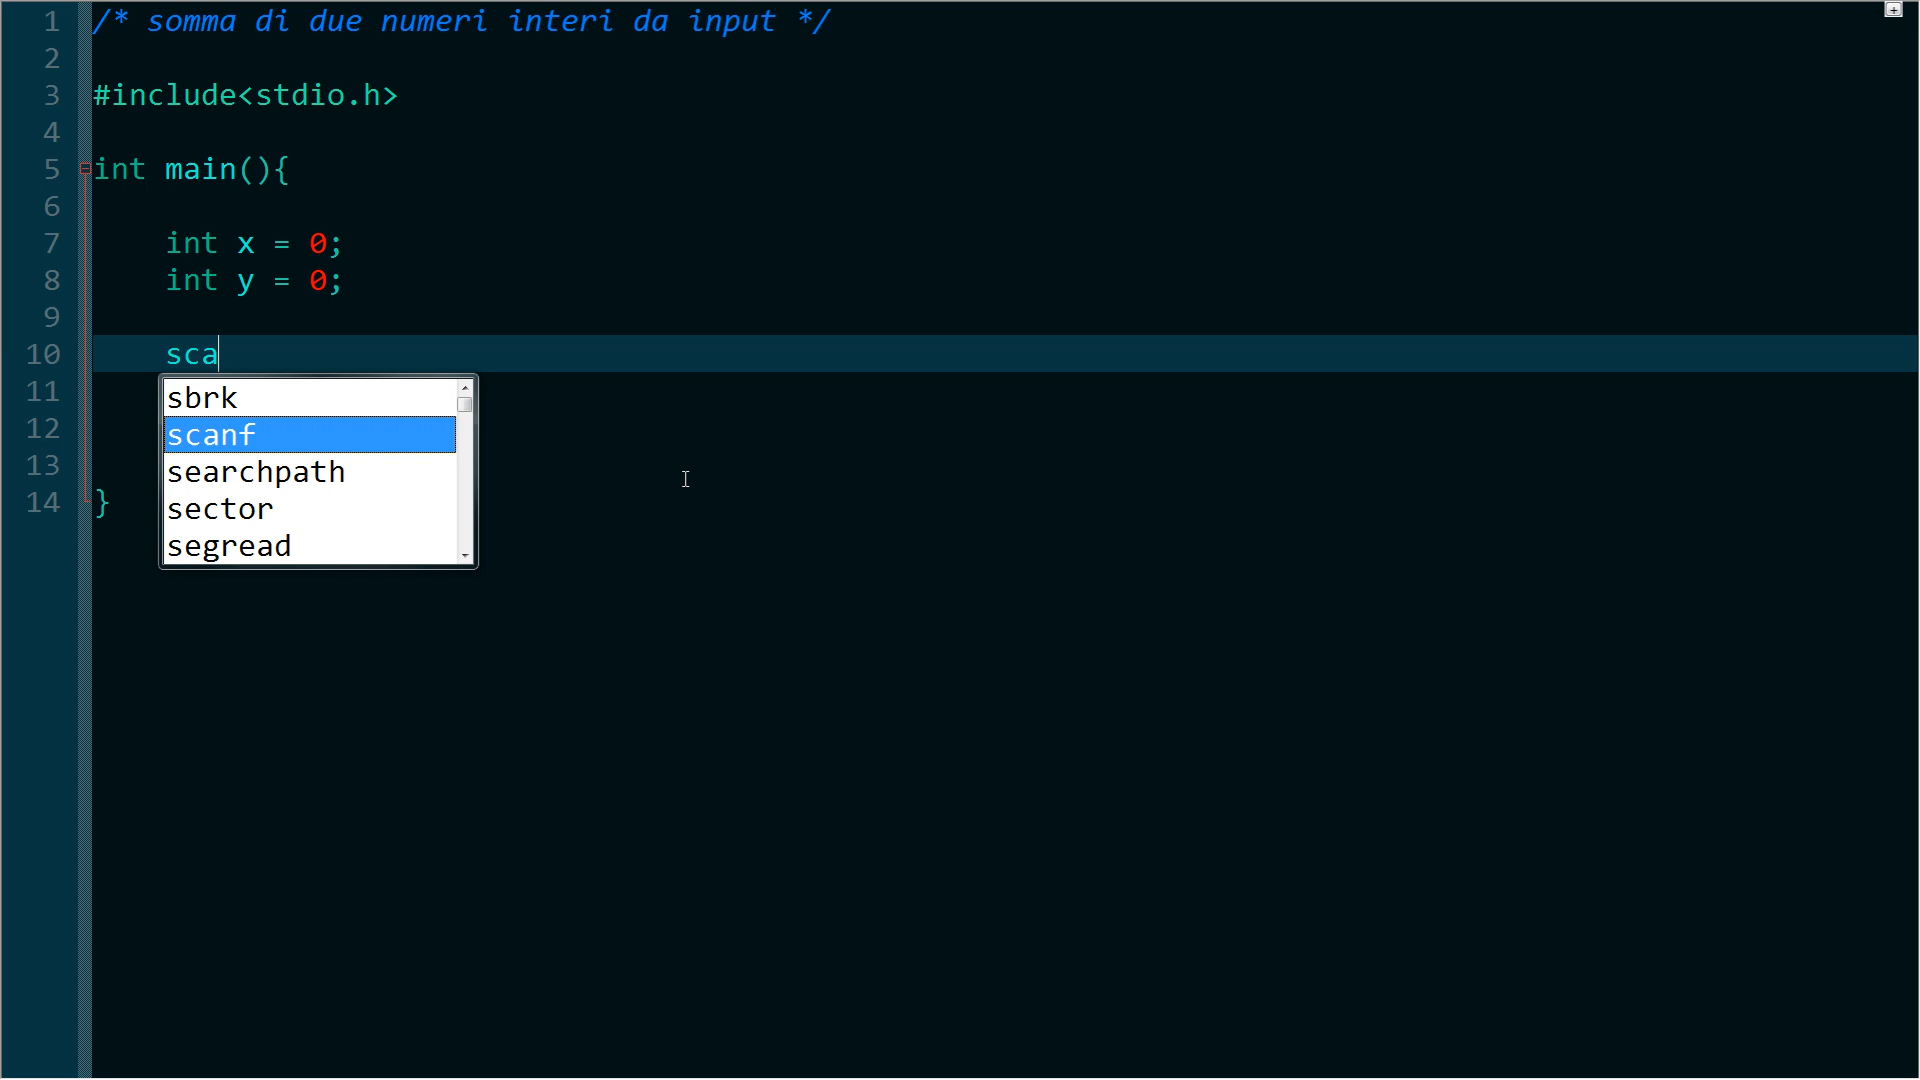 1 /* somma di due numeri interi da input */
2
3 #include<stdio.h>
4
5 int main(){
6
7 int x = 0;
8 int y = 0;
9
10 sca
11
12
13
14 }
sbrk
scanf
searchpath
sector
segread